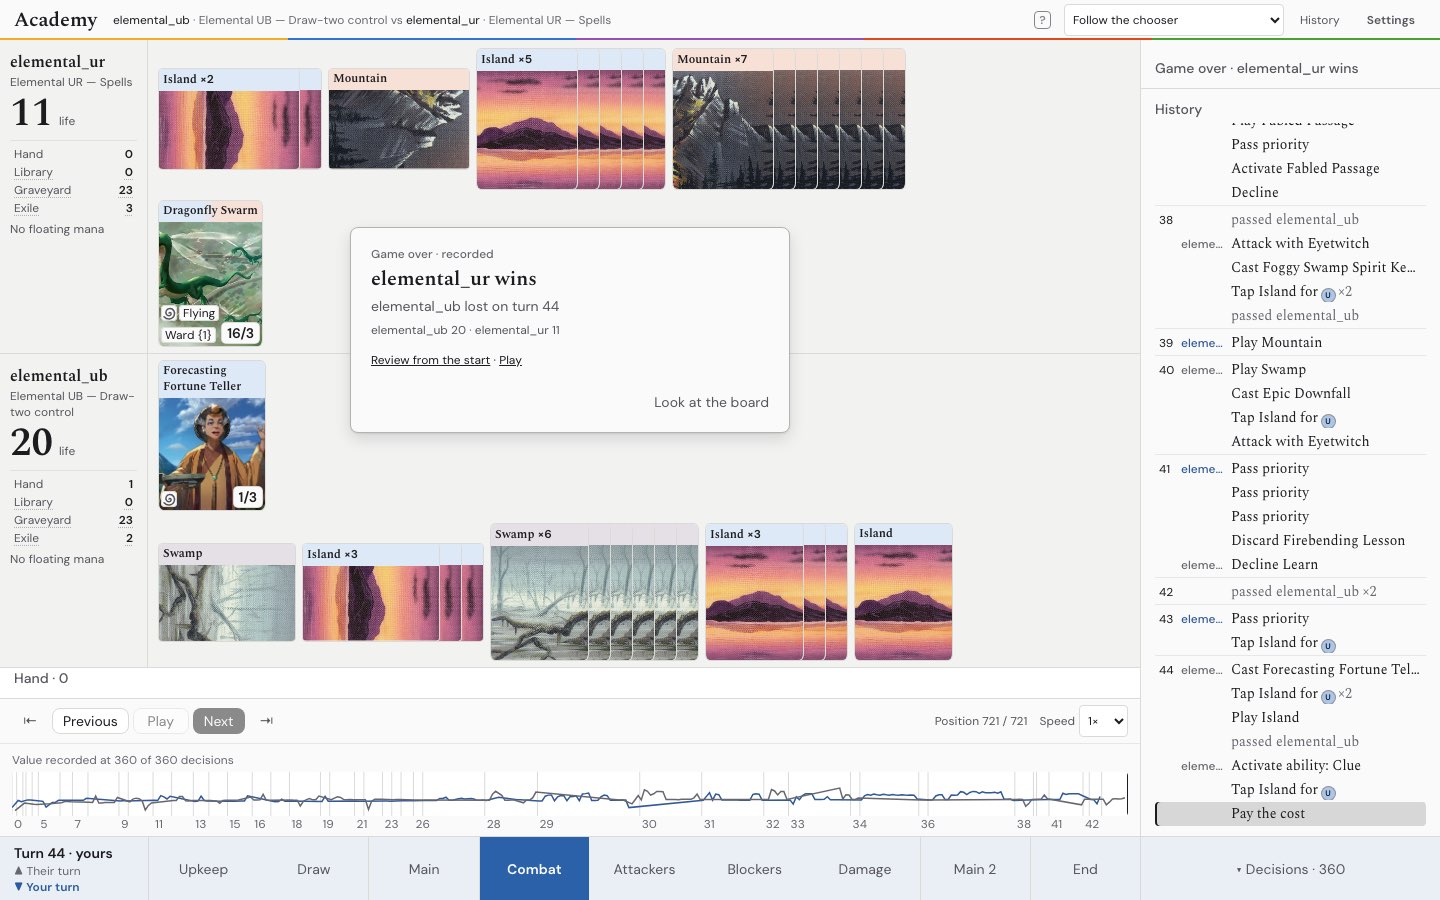 Academy
elemental_ub · Elemental UB — Draw-two control vs elemental_ur · Elemental UR — Spells
?
Follow the chooser
History
Settings
elemental_ur
Elemental UR — Spells
11 life
Hand 0
Library 0
Graveyard 23
Exile 3
No floating mana
Island ×2
Mountain
Island ×5
Mountain ×7
Dragonfly Swarm
Flying
Ward {1}
16/3
Game over · recorded
elemental_ur wins
elemental_ub lost on turn 44
elemental_ub 20 · elemental_ur 11
Review from the start · Play
Look at the board
elemental_ub
Elemental UB — Draw-
two control
20 life
Hand 1
Library 0
Graveyard 23
Exile 2
No floating mana
Forecasting
Fortune Teller
1/3
Swamp
Island ×3
Swamp ×6
Island ×3
Island
Hand · 0
Previous
Play
Next
Position 721 / 721
Speed
1×
Value recorded at 360 of 360 decisions
0 5 7 9 11 13 15 16 18 19 21 23 26 28 29 30 31 32 33 34 36 38 41 42
Turn 44 · yours
▲ Their turn
▼ Your turn
Upkeep
Draw
Main
Combat
Attackers
Blockers
Damage
Main 2
End
Game over · elemental_ur wins
History
Play Fabled Passage
Pass priority
Activate Fabled Passage
Decline
38 passed elemental_ub
eleme… Attack with Eyetwitch
Cast Foggy Swamp Spirit Ke…
Tap Island for U ×2
passed elemental_ub
39 eleme… Play Mountain
40 eleme… Play Swamp
Cast Epic Downfall
Tap Island for U
Attack with Eyetwitch
41 eleme… Pass priority
Pass priority
Pass priority
Discard Firebending Lesson
eleme… Decline Learn
42 passed elemental_ub ×2
43 eleme… Pass priority
Tap Island for U
44 eleme… Cast Forecasting Fortune Tel…
Tap Island for U ×2
Play Island
passed elemental_ub
eleme… Activate ability: Clue
Tap Island for U
Pay the cost
▾ Decisions · 360